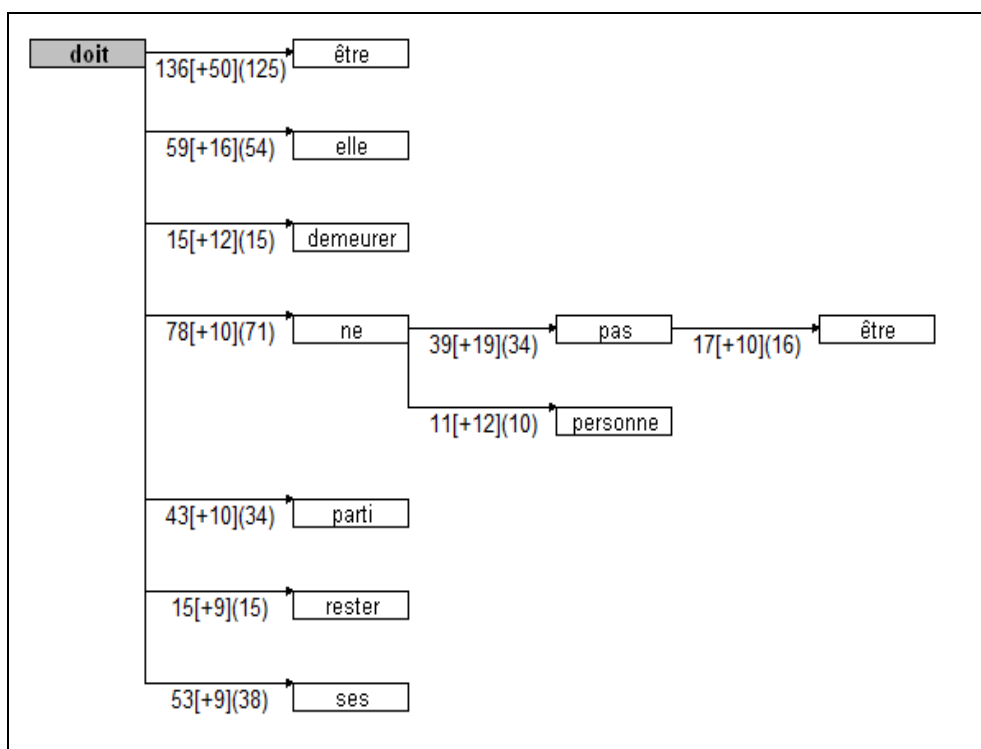 doit
être
136[+50](125)
elle
59[+16](54)
demeurer
15[+12](15)
ne
pas
être
78[+10](71)
39[+19](34)
17[+10](16)
personne
11[+12](10)
parti
43[+10](34)
rester
15[+9](15)
ses
53[+9](38)